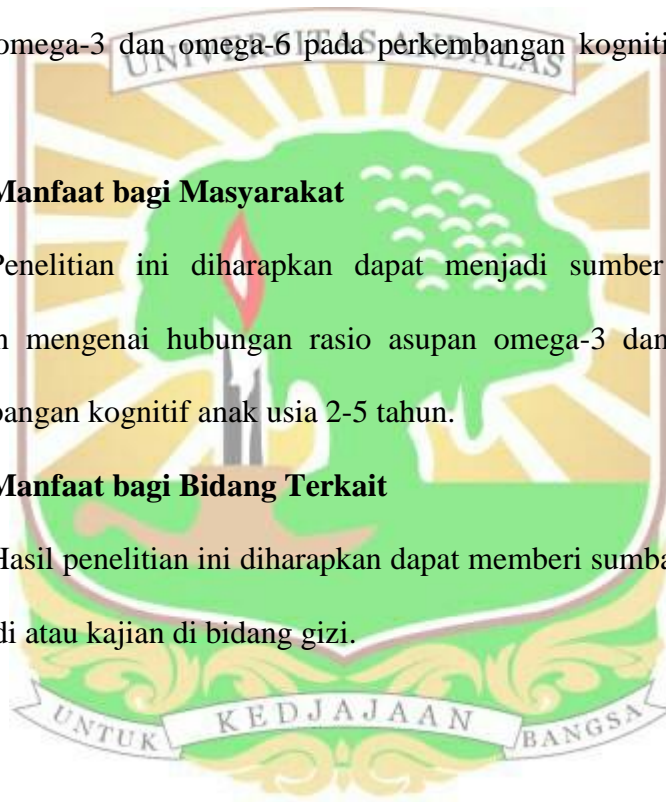 omega-3 dan omega-6 pada perkembangan kogniti
UNIVERSITAS ANDALAS
Manfaat bagi Masyarakat
Penelitian ini diharapkan dapat menjadi sumber
mengenai hubungan rasio asupan omega-3 dan
bangan kognitif anak usia 2-5 tahun.
Manfaat bagi Bidang Terkait
Hasil penelitian ini diharapkan dapat memberi sumba
di atau kajian di bidang gizi.
UNTUK KEDJAJAAN BANGSA